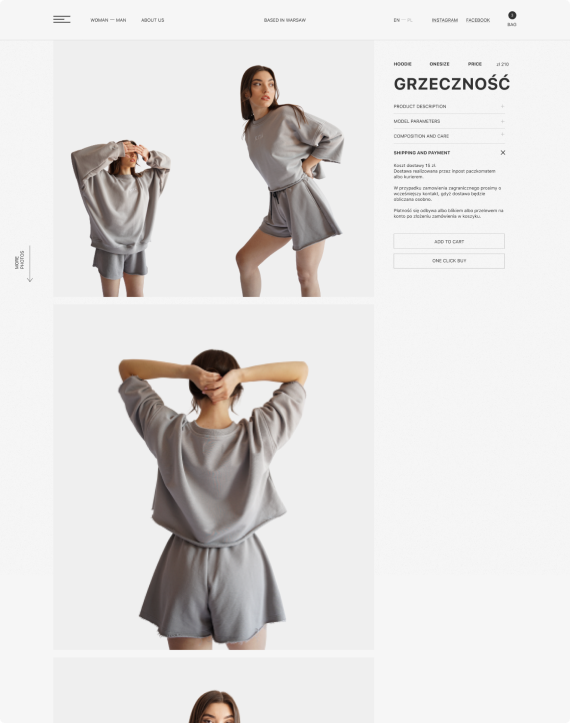 WOMAN — MAN
ABOUT US
BASED IN WARSAW
EN — PL
INSTAGRAM
FACEBOOK
BAG
MORE
PHOTOS
HOODIE
ONESIZE
PRICE
zł 210
GRZECZNOŚĆ
PRODUCT DESCRIPTION +
MODEL PARAMETERS +
COMPOSITION AND CARE +
SHIPPING AND PAYMENT
Koszt dostawy 15 zł.
Dostawa realizowana przez inpost paczkomatem
albo kurierem.
W przypadku zamowienia zagranicznego prosimy o
wcześniejszy kontakt, gdyż dostawa będzie
obliczana osobno.
Płatność się odbywa albo blikiem albo przelewem na
konto po złożeniu zamówienia w koszyku.
ADD TO CART
ONE CLICK BUY